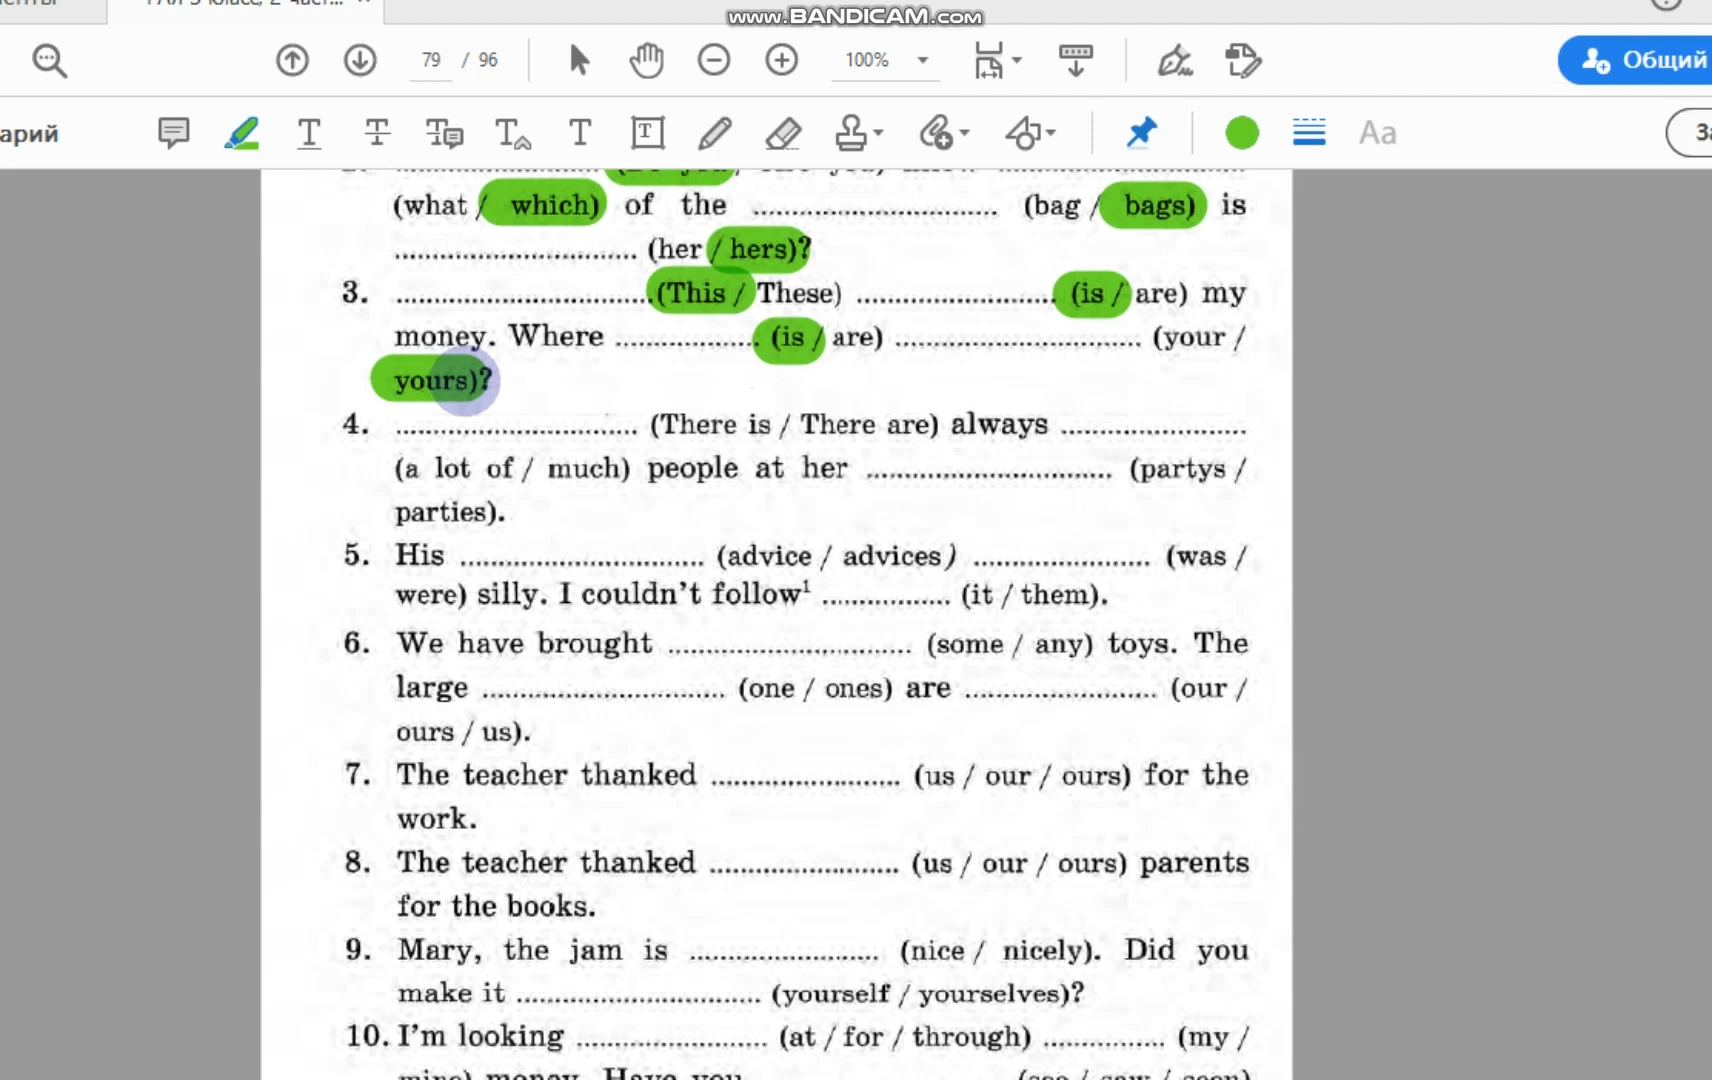 www.BANDICAM.com
79 / 96
100%
Общий
арий
Aa
(what / which) of the ........................ (bag / bags) is
........................ (her / hers)?
3. ........................ (This / These) ........................ (is / are) my
money. Where ........................ (is / are) ........................ (your /
yours)?
4. ........................ (There is / There are) always ........................
(a lot of / much) people at her ........................ (partys /
parties).
5. His ........................ (advice / advices) ........................ (was /
were) silly. I couldn't follow¹ ........................ (it / them).
6. We have brought ........................ (some / any) toys. The
large ........................ (one / ones) are ........................ (our /
ours / us).
7. The teacher thanked ........................ (us / our / ours) for the
work.
8. The teacher thanked ........................ (us / our / ours) parents
for the books.
9. Mary, the jam is ........................ (nice / nicely). Did you
make it ........................ (yourself / yourselves)?
10. I'm looking ........................ (at / for / through) ............... (my /